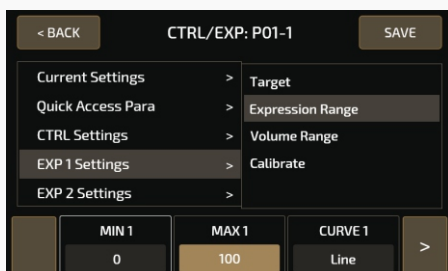 < BACK CTRL/EXP: P01-1 SAVE
Current Settings >
Quick Access Para >
CTRL Settings >
EXP 1 Settings >
EXP 2 Settings >
Target
Expression Range
Volume Range
Calibrate
MIN 1 MAX 1 CURVE 1
0 100 Line >